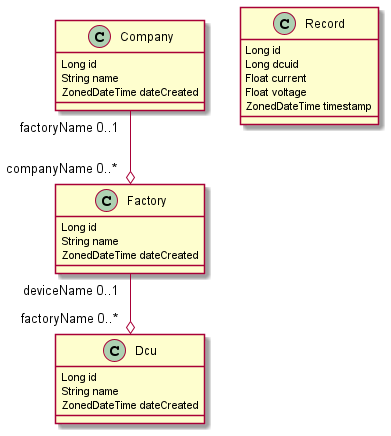 C Company
Long id
String name
ZonedDateTime dateCreated
C Record
Long id
Long dcuid
Float current
Float voltage
ZonedDateTime timestamp
factoryName 0..1
companyName 0..*
C Factory
Long id
String name
ZonedDateTime dateCreated
deviceName 0..1
factoryName 0..*
C Dcu
Long id
String name
ZonedDateTime dateCreated